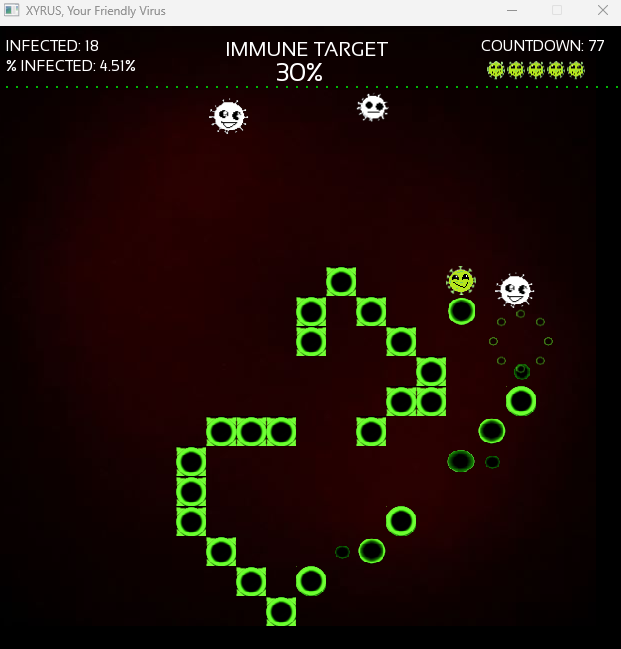 XYRUS, Your Friendly Virus
INFECTED: 18
IMMUNE TARGET
COUNTDOWN: 77
% INFECTED: 4.51%
30%